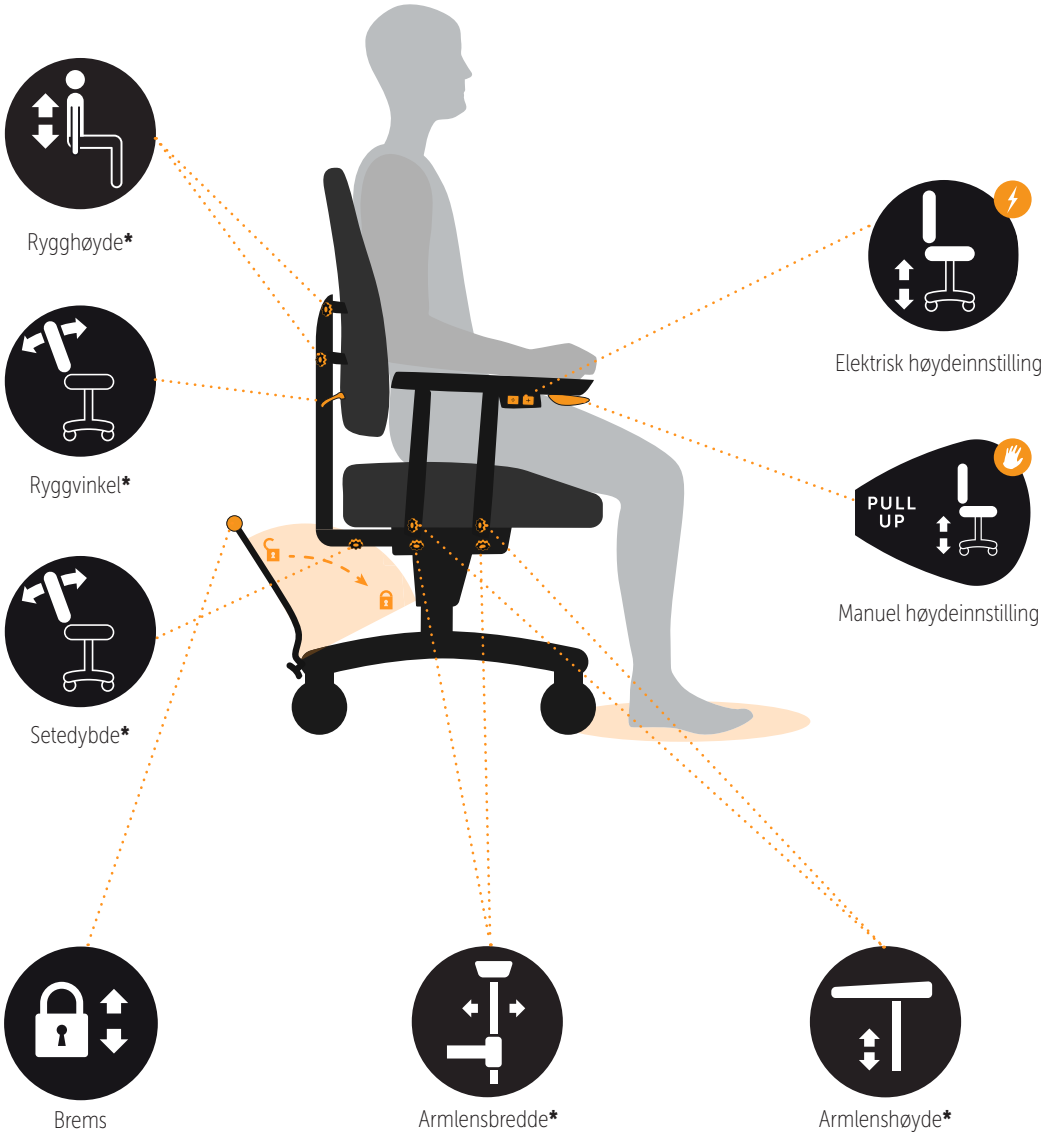 Rygghøyde*
Elektrisk høydeinnstilling
Ryggvinkel*
PULL
UP
Manuel høydeinnstilling
Setedybde*
Brems
Armlensbredde*
Armlenshøyde*